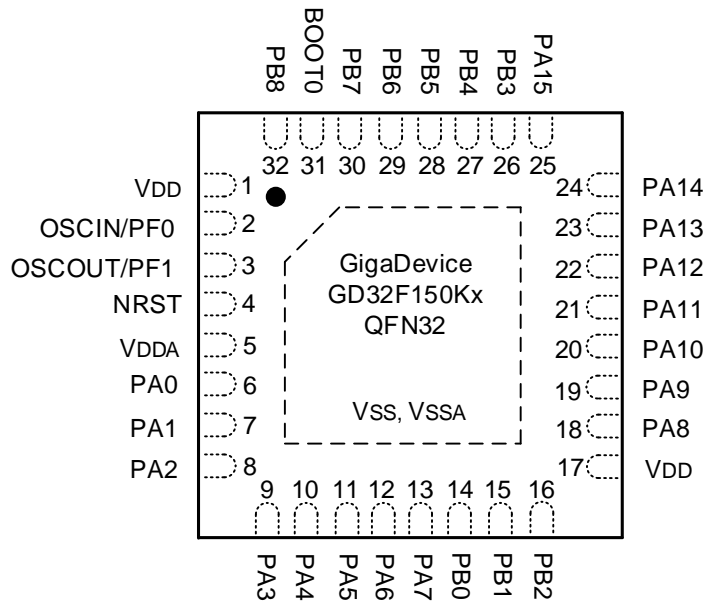 PB8
BOOT0
PB7
PB6
PB5
PB4
PB3
PA15
32 31 30 29 28 27 26 25
VDD 1
OSCIN/PF0 2
OSCOUT/PF1 3
NRST 4
VDDA 5
PA0 6
PA1 7
PA2 8
24 PA14
23 PA13
22 PA12
21 PA11
20 PA10
19 PA9
18 PA8
17 VDD
GigaDevice
GD32F150Kx
QFN32
VSS, VSSA
9 10 11 12 13 14 15 16
PA3
PA4
PA5
PA6
PA7
PB0
PB1
PB2